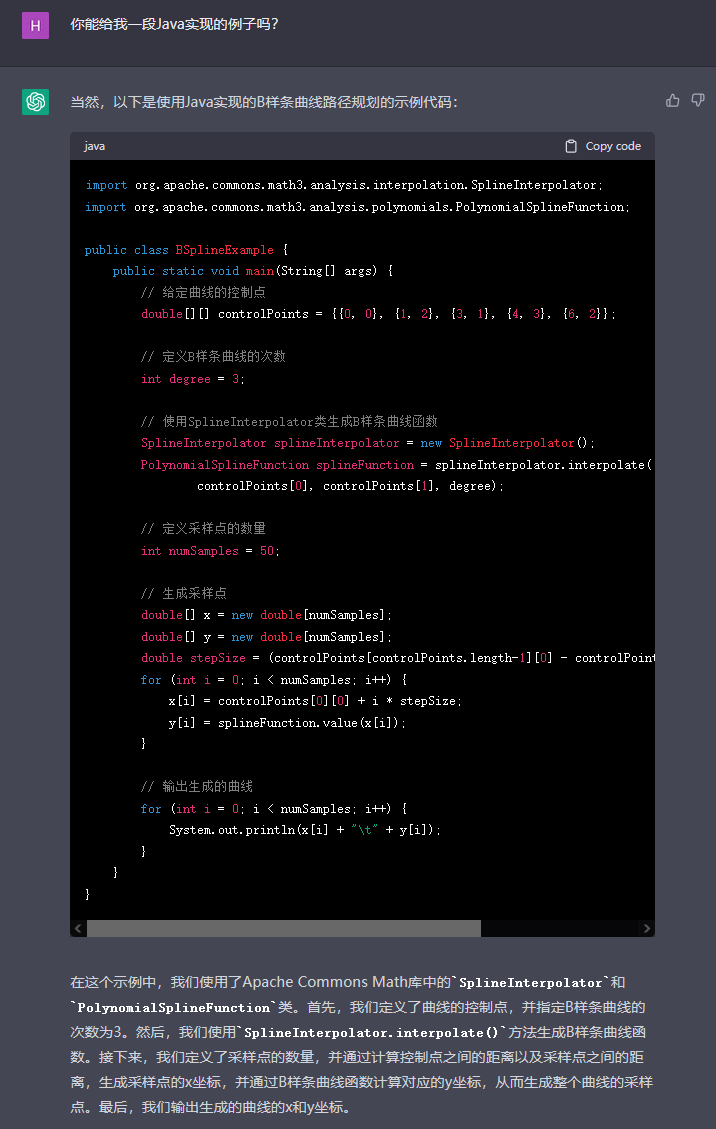 H 你能给我一段Java实现的例子吗？
当然，以下是使用Java实现的B样条曲线路径规划的示例代码：
java Copy code
import org.apache.commons.math3.analysis.interpolation.SplineInterpolator;
import org.apache.commons.math3.analysis.polynomials.PolynomialSplineFunction;
public class BSplineExample {
public static void main(String[] args) {
// 给定曲线的控制点
double[][] controlPoints = {{0, 0}, {1, 2}, {3, 1}, {4, 3}, {6, 2}};
// 定义B样条曲线的次数
int degree = 3;
// 使用SplineInterpolator类生成B样条曲线函数
SplineInterpolator splineInterpolator = new SplineInterpolator();
PolynomialSplineFunction splineFunction = splineInterpolator.interpolate(
controlPoints[0], controlPoints[1], degree);
// 定义采样点的数量
int numSamples = 50;
// 生成采样点
double[] x = new double[numSamples];
double[] y = new double[numSamples];
double stepSize = (controlPoints[controlPoints.length-1][0] - controlPoint
for (int i = 0; i < numSamples; i++) {
x[i] = controlPoints[0][0] + i * stepSize;
y[i] = splineFunction.value(x[i]);
}
// 输出生成的曲线
for (int i = 0; i < numSamples; i++) {
System.out.println(x[i] + "\t" + y[i]);
}
}
}
在这个示例中，我们使用了Apache Commons Math库中的`SplineInterpolator`和
`PolynomialSplineFunction`类。首先，我们定义了曲线的控制点，并指定B样条曲线的
次数为3。然后，我们使用`SplineInterpolator.interpolate()`方法生成B样条曲线函
数。接下来，我们定义了采样点的数量，并通过计算控制点之间的距离以及采样点之间的距
离，生成采样点的x坐标，并通过B样条曲线函数计算对应的y坐标，从而生成整个曲线的采样
点。最后，我们输出生成的曲线的x和y坐标。